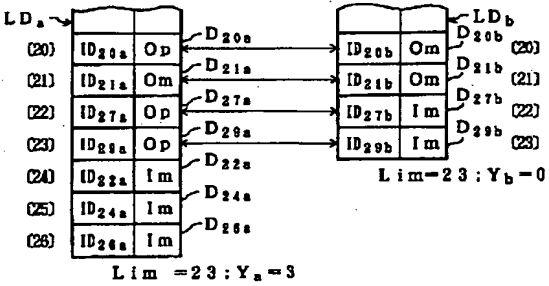 LDa LDb
(20) ID20a Op D20a ID20b Om D20b (20)
(21) ID21a Om D21a ID21b Om D21b (21)
(22) ID27a Op D27a ID27b Im D27b (22)
(23) ID29a Op D29a ID29b Im D29b (23)
(24) ID22a Im D22a Lim=23;Yb=0
(25) ID24a Im D24a
(26) ID26a Im D26a
Lim =23;Ya=3